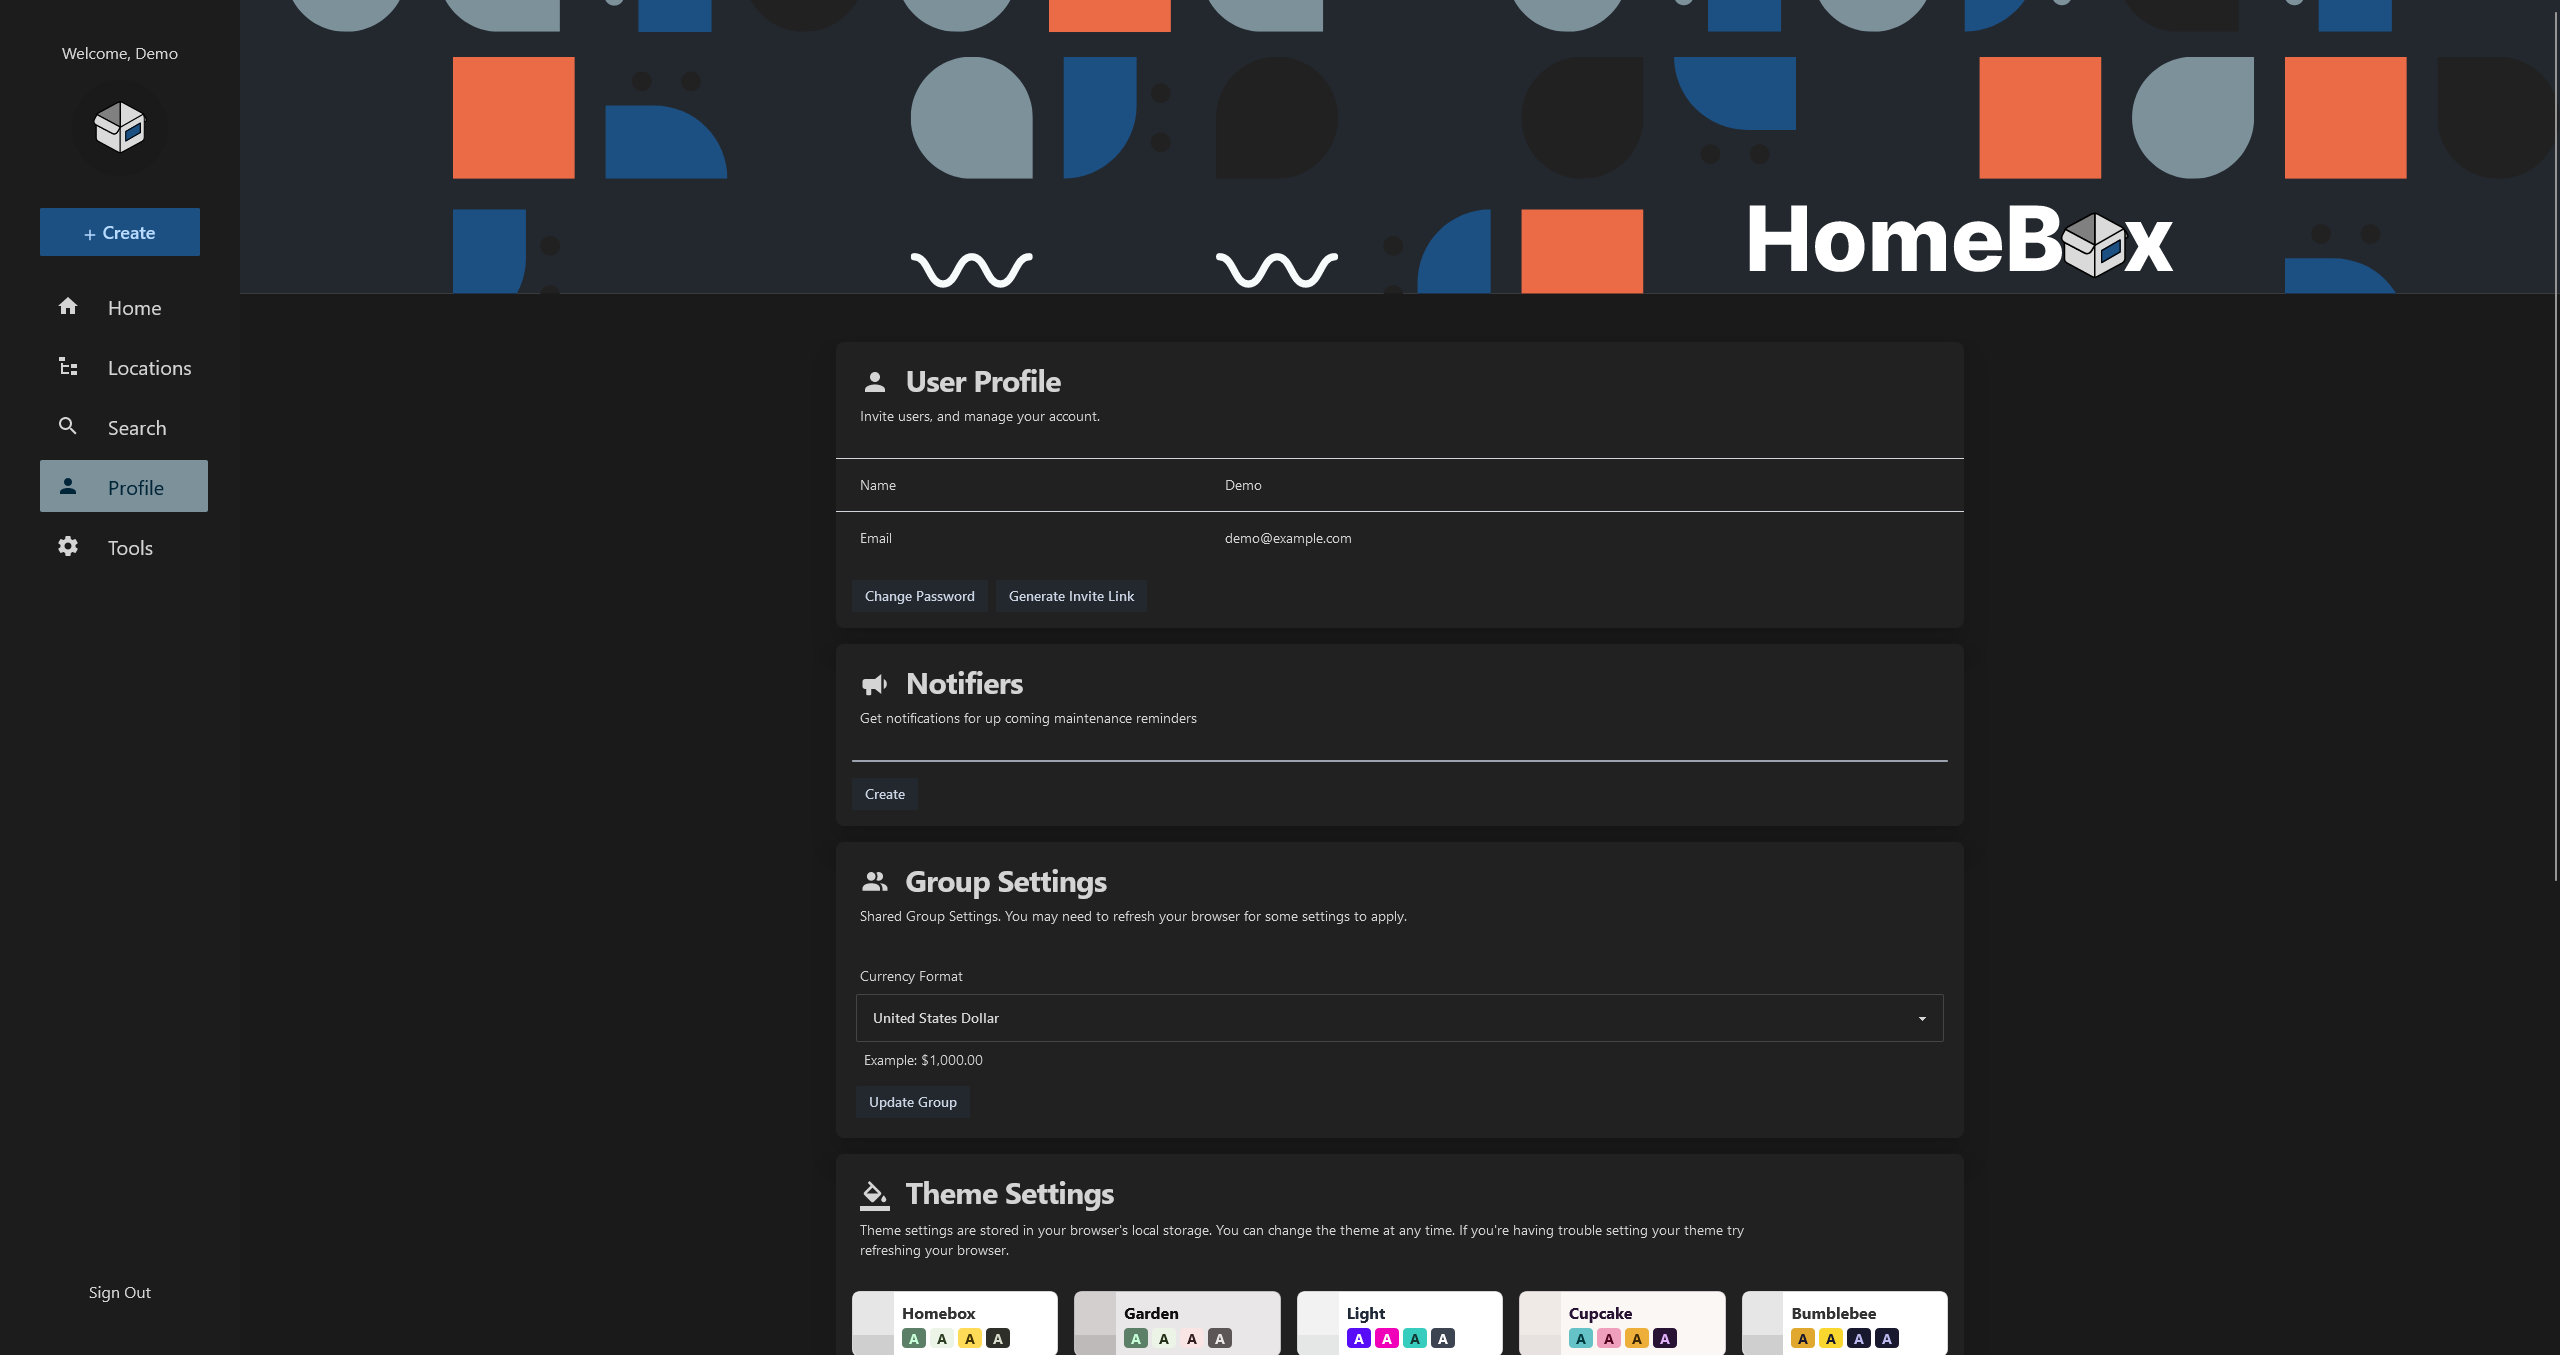 Welcome, Demo
+ Create
Home
Locations
Search
Profile
Tools
Sign Out
HomeBox
User Profile
Invite users, and manage your account.
Name Demo
Email demo@example.com
Change Password Generate Invite Link
Notifiers
Get notifications for up coming maintenance reminders
Create
Group Settings
Shared Group Settings. You may need to refresh your browser for some settings to apply.
Currency Format
United States Dollar
Example: $1,000.00
Update Group
Theme Settings
Theme settings are stored in your browser's local storage. You can change the theme at any time. If you're having trouble setting your theme try
refreshing your browser.
Homebox Garden Light Cupcake Bumblebee
A A A A A A A A A A A A A A A A A A A A